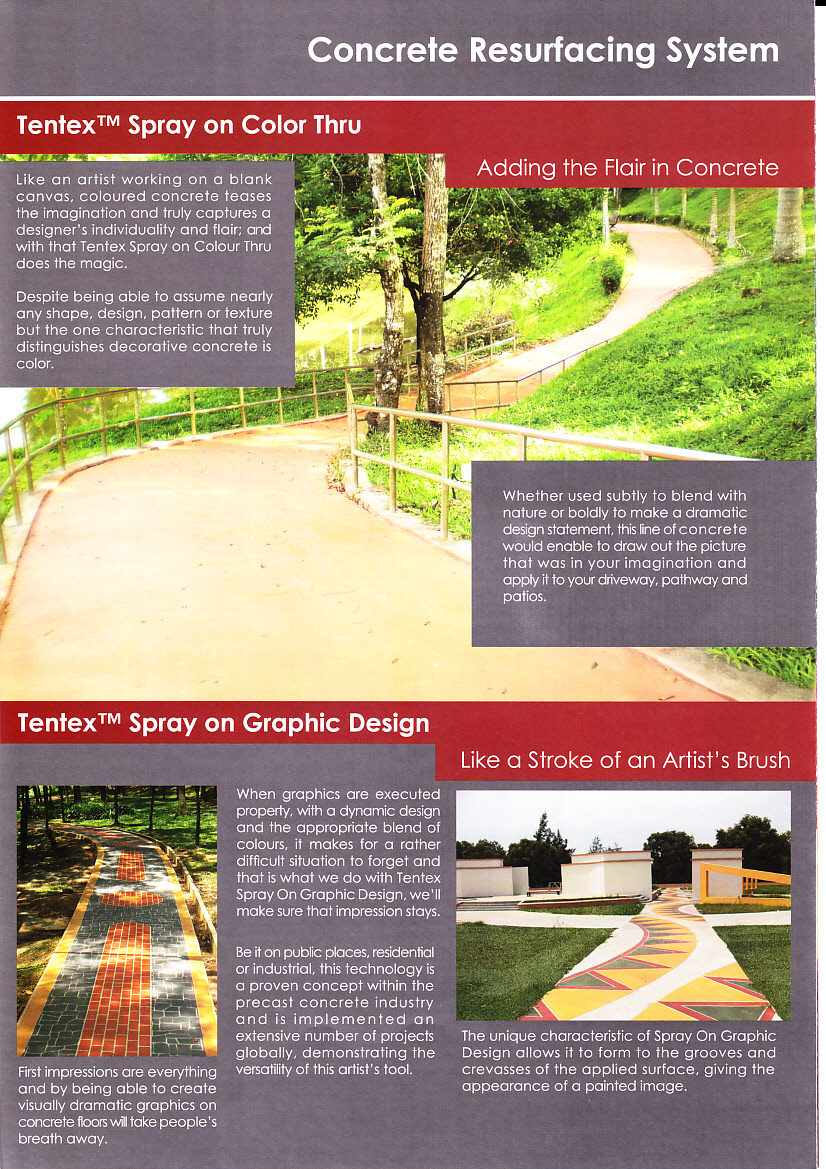 Concrete Resurfacing System
Tentex™ Spray on Color Thru
Adding the Flair in Concrete
Like an artist working on a blank
canvas, coloured concrete teases
the imagination and truly captures a
designer's individuality and flair; and
with that Tentex Spray on Colour Thru
does the magic.
Despite being able to assume nearly
any shape, design, pattern or texture
but the one characteristic that truly
distinguishes decorative concrete is
color.
Whether used subtly to blend with
nature or boldly to make a dramatic
design statement, this line of concrete
would enable to draw out the picture
that was in your imagination and
apply it to your driveway, pathway and
patios.
Tentex™ Spray on Graphic Design
Like a Stroke of an Artist's Brush
When graphics are executed
property, with a dynamic design
and the appropriate blend of
colours, it makes for a rather
difficult situation to forget and
that is what we do with Tentex
Spray On Graphic Design, we'll
make sure that impression stays.
Be it on public places, residential
or industrial, this technology is
a proven concept within the
precast concrete industry
and is implemented an
extensive number of projects
globally, demonstrating the
versatility of this artist's tool.
First impressions are everything
and by being able to create
visually dramatic graphics on
concrete floors will take people's
breath away.
The unique characteristic of Spray On Graphic
Design allows it to form to the grooves and
crevasses of the applied surface, giving the
appearance of a painted image.